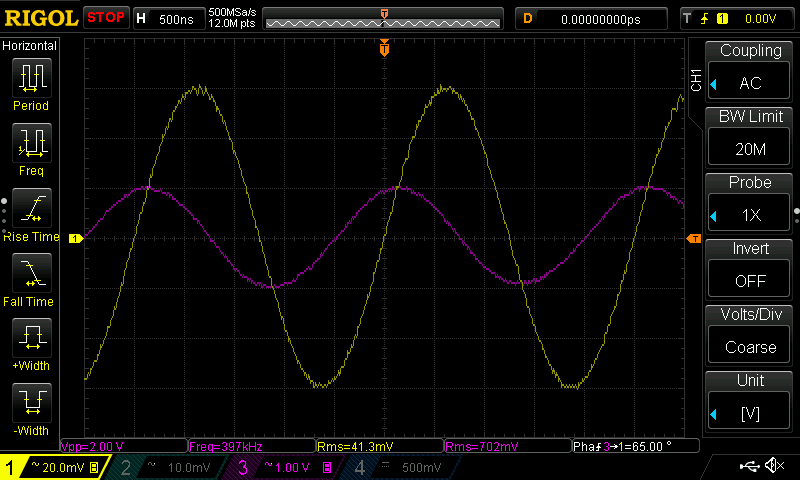 RIGOL STOP H 500ns 500MSa/s 12.0M pts T D 0.00000000ps T 1 0.00V
Horizontal
Period
Freq
Rise Time
Fall Time
+Width
-Width
T
1
T
CH1
Coupling
AC
BW Limit
20M
Probe
1X
Invert
OFF
Volts/Div
Coarse
Unit
[V]
Vpp=2.00 V Freq=397kHz Rms=41.3mV Rms=702mV Pha 3→1=65.00 °
1 ~ 20.0mV B 2 ~ 10.0mV 3 ~ 1.00 V B 4 500mV